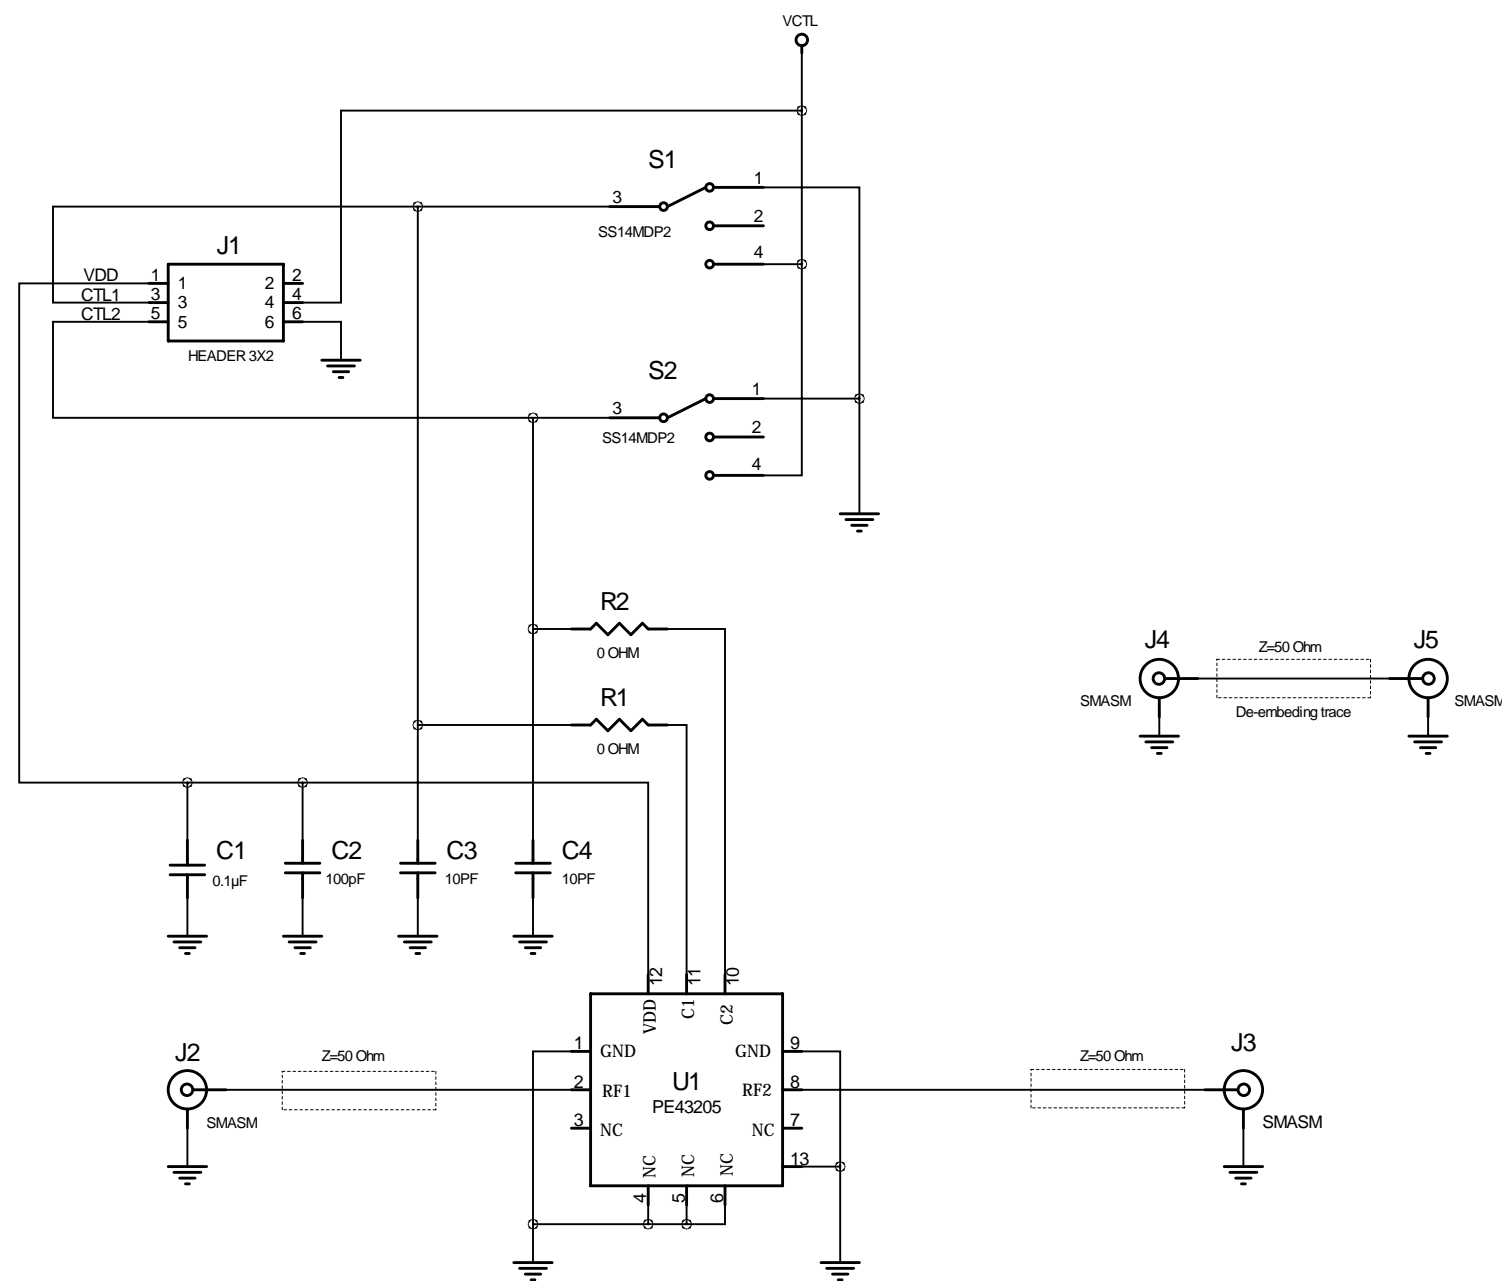 VCTL
S1
3
1
SS14MDP2
2
4
J1
VDD 1 1 2 2
CTL1 3 3 4 4
CTL2 5 5 6 6
HEADER 3X2
S2
3
1
SS14MDP2
2
4
R2
0 OHM
R1
0 OHM
J4
Z=50 Ohm
J5
SMASM
De-embeding trace
SMASM
C1
0.1µF
C2
100pF
C3
10PF
C4
10PF
12 11 10
VDD C1 C2
1 GND GND 9
J2
Z=50 Ohm
2 RF1 RF2 8
U1
PE43205
Z=50 Ohm
J3
SMASM
3 NC NC 7
SMASM
13
NC NC NC
4 5 6